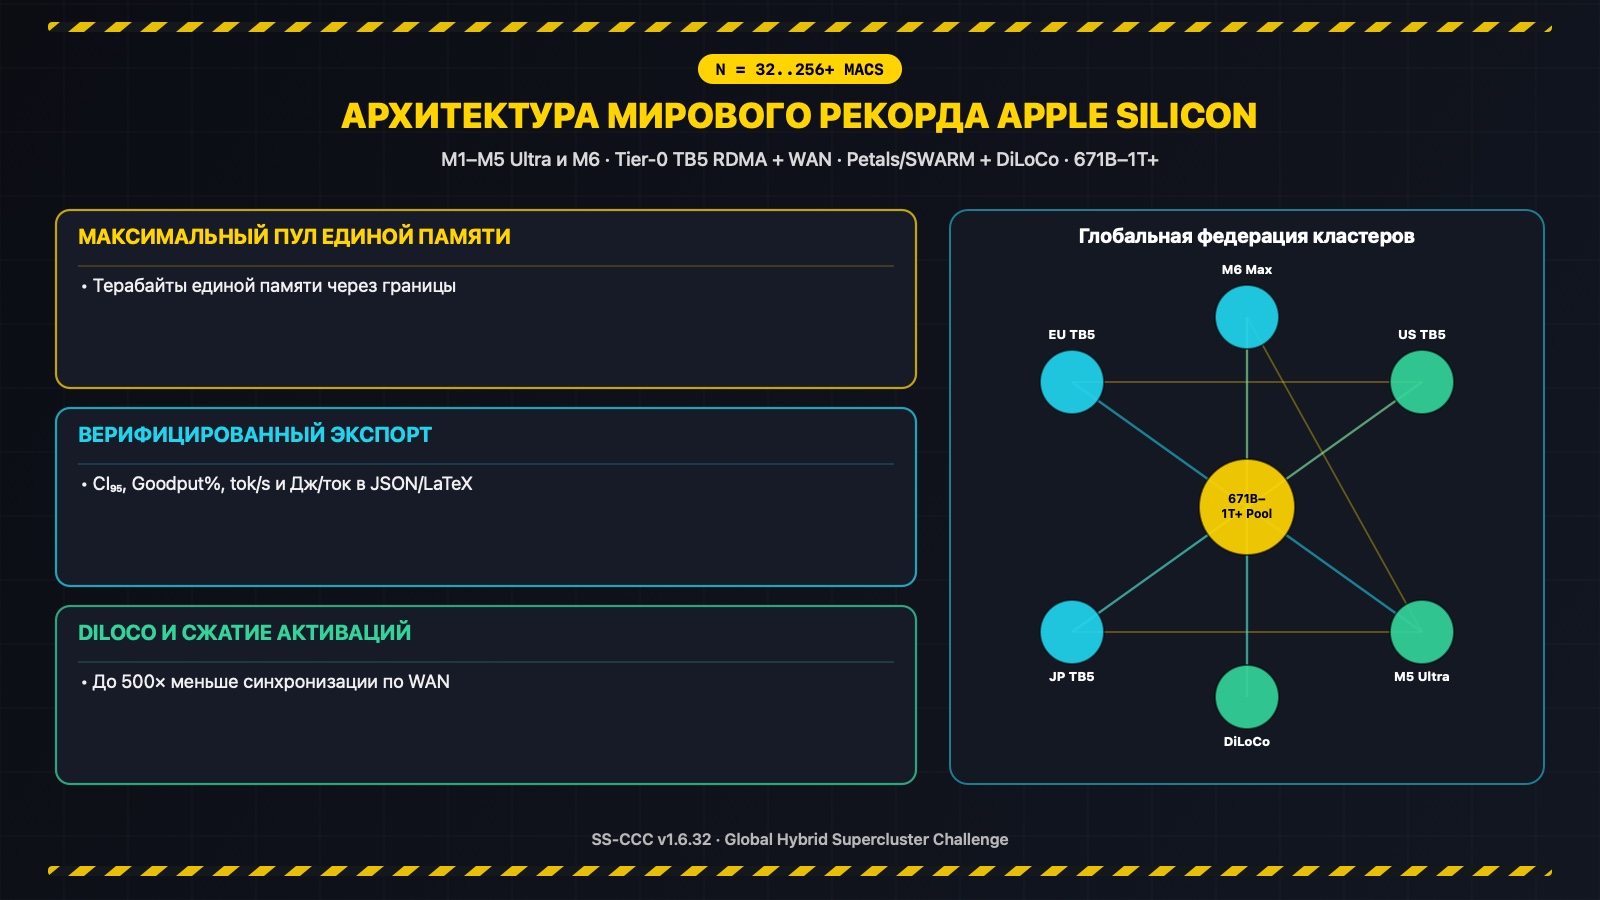 N = 32..256+ MACS
АРХИТЕКТУРА МИРОВОГО РЕКОРДА APPLE SILICON
M1–M5 Ultra и M6 · Tier-0 TB5 RDMA + WAN · Petals/SWARM + DiLoCo · 671B–1T+
МАКСИМАЛЬНЫЙ ПУЛ ЕДИНОЙ ПАМЯТИ
• Терабайты единой памяти через границы
ВЕРИФИЦИРОВАННЫЙ ЭКСПОРТ
• CI₉₅, Goodput%, tok/s и Дж/ток в JSON/LaTeX
DILOCO И СЖАТИЕ АКТИВАЦИЙ
• До 500× меньше синхронизации по WAN
Глобальная федерация кластеров
M6 Max
EU TB5
US TB5
671B–
1T+ Pool
JP TB5
M5 Ultra
DiLoCo
SS-CCC v1.6.32 · Global Hybrid Supercluster Challenge